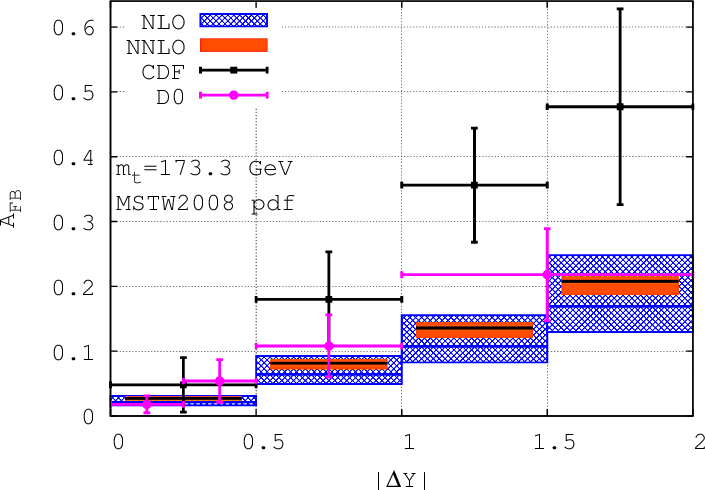 NLO
NNLO
CDF
D0
m_t=173.3 GeV
MSTW2008 pdf
A_FB
0.6
0.5
0.4
0.3
0.2
0.1
0
0 0.5 1 1.5 2
|ΔY|